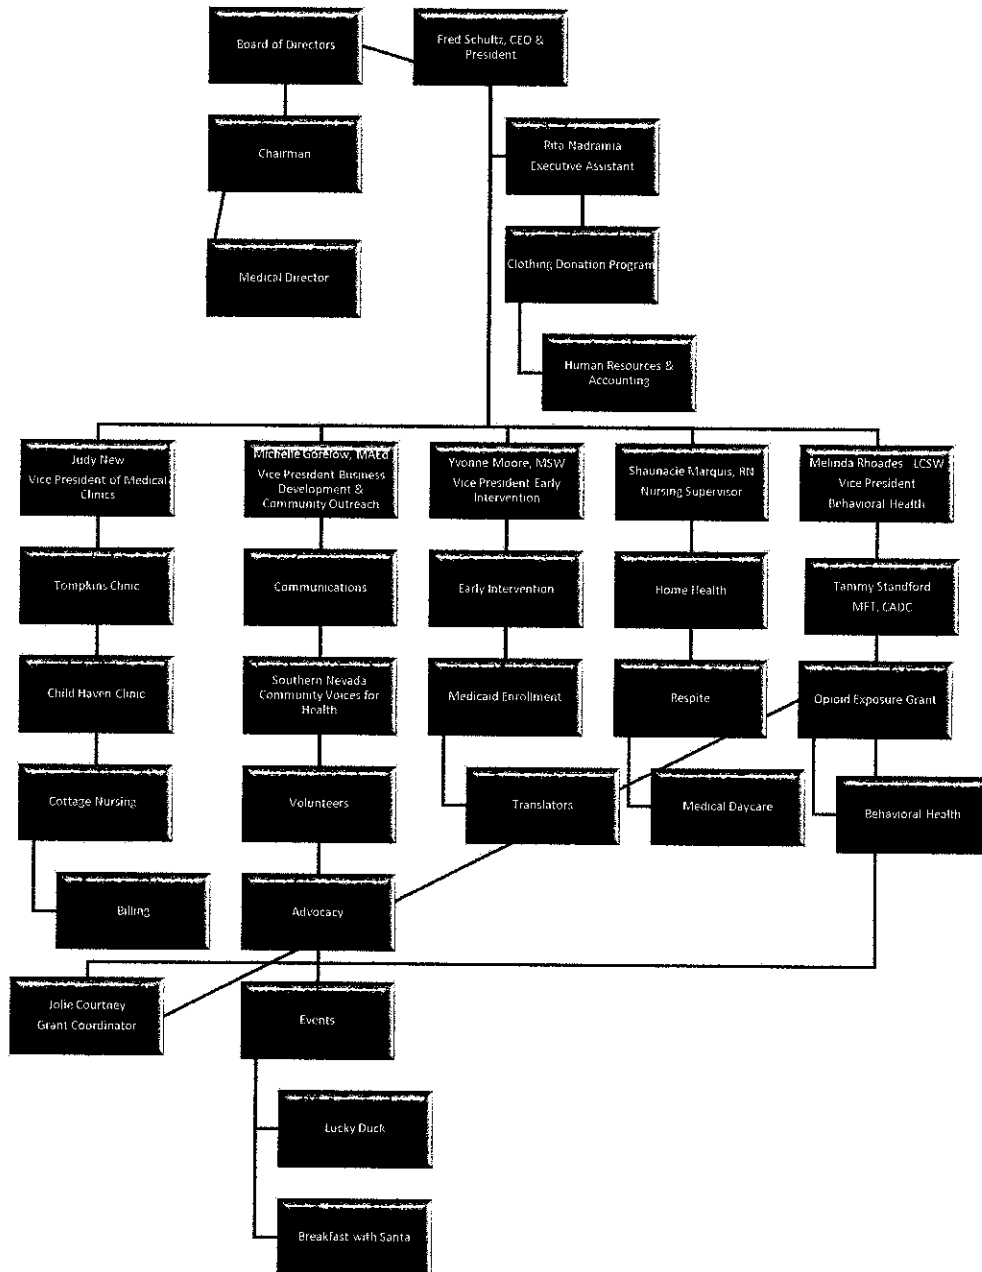 Board of Directors
Fred Schultz, CEO &
President
Chairman
Rita Nadramia
Executive Assistant
Medical Director
Clothing Donation Program
Human Resources &
Accounting
Judy New
Vice President of Medical
Clinics
Michelle Gorelow, MAEd
Vice President Business
Development &
Community Outreach
Yvonne Moore, MSW
Vice President Early
Intervention
Shaunacie Marquis, RN
Nursing Supervisor
Melinda Rhoades LCSW
Vice President
Behavioral Health
Tompkins Clinic
Communications
Early Intervention
Home Health
Tammy Standford
MFT, CADC
Child Haven Clinic
Southern Nevada
Community Voices for
Health
Medicaid Enrollment
Respite
Opioid Exposure Grant
Cottage Nursing
Volunteers
Translators
Medical Daycare
Behavioral Health
Billing
Advocacy
Jolie Courtney
Grant Coordinator
Events
Lucky Duck
Breakfast with Santa